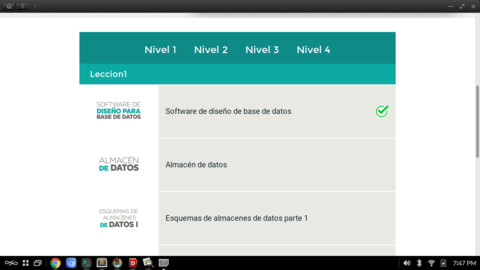 Nivel 1 Nivel 2 Nivel 3 Nivel 4
Leccion1
SOFTWARE DE
DISEÑO PARA
BASE DE DATOS
Software de diseño de base de datos
ALMACÉN
DE DATOS
Almacén de datos
ESQUEMAS DE
ALMACENES
DE DATOS I
Esquemas de almacenes de datos parte 1
7:47 PM